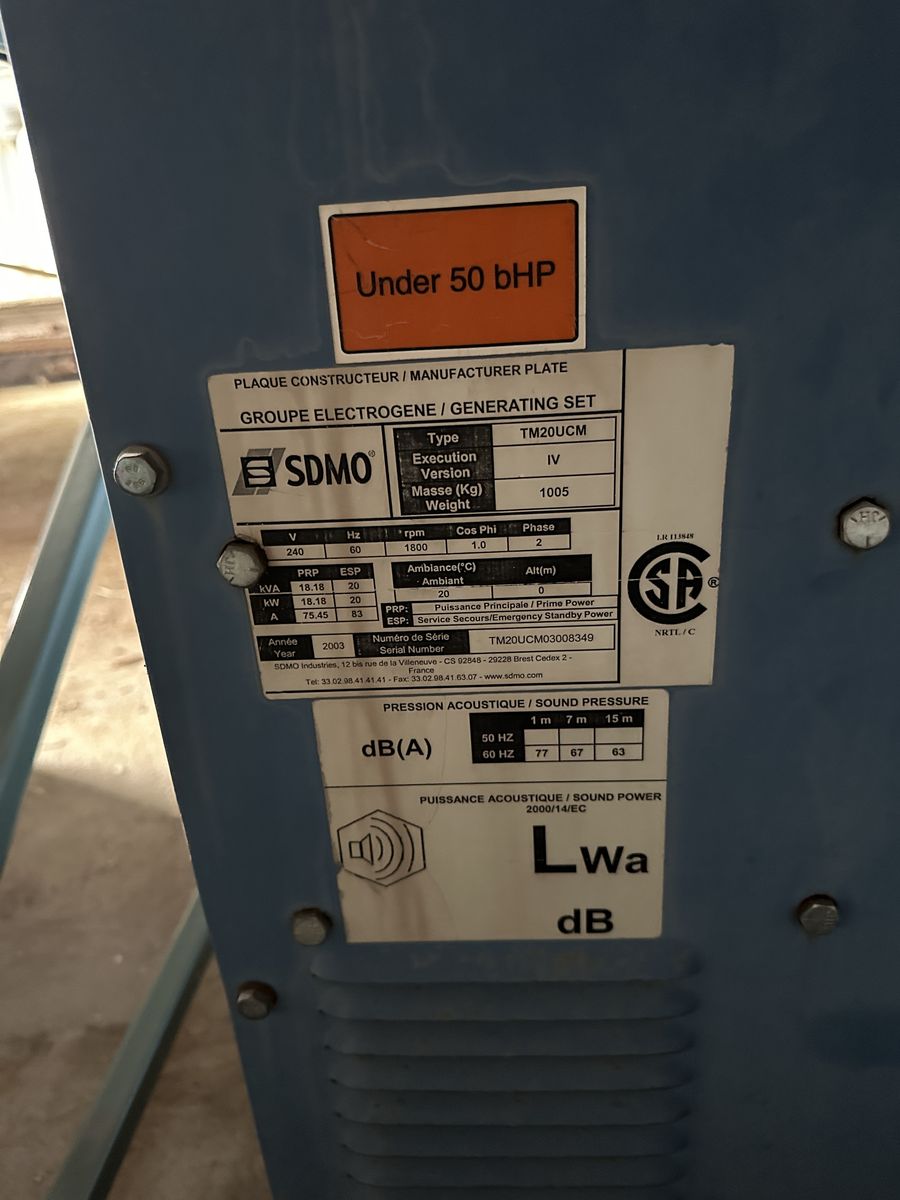 Under 50 bHP
PLAQUE CONSTRUCTEUR / MANUFACTURER PLATE
GROUPE ELECTROGENE / GENERATING SET
SDMO®
Type TM20UCM
Execution Version IV
Masse (Kg) Weight 1005
V Hz rpm Cos Phi Phase
240 60 1800 1.0 2
PRP ESP
kVA 18.18 20
kW 18.18 20
A 75.45 83
Ambiance(°C) Ambiant Alt(m)
20 0
PRP: Puissance Principale / Prime Power
ESP: Service Secours/Emergency Standby Power
Année Year 2003 Numéro de Série Serial Number TM20UCM03008349
SDMO Industries, 12 bis rue de la Villeneuve - CS 92848 - 29228 Brest Cedex 2 -
France
Tel: 33.02.98.41.41.41 - Fax: 33.02.98.41.63.07 - www.sdmo.com
LR 113848
CSA®
NRTL / C
PRESSION ACOUSTIQUE / SOUND PRESSURE
dB(A)
1 m 7 m 15 m
50 HZ
60 HZ 77 67 63
PUISSANCE ACOUSTIQUE / SOUND POWER
2000/14/EC
LWa
dB